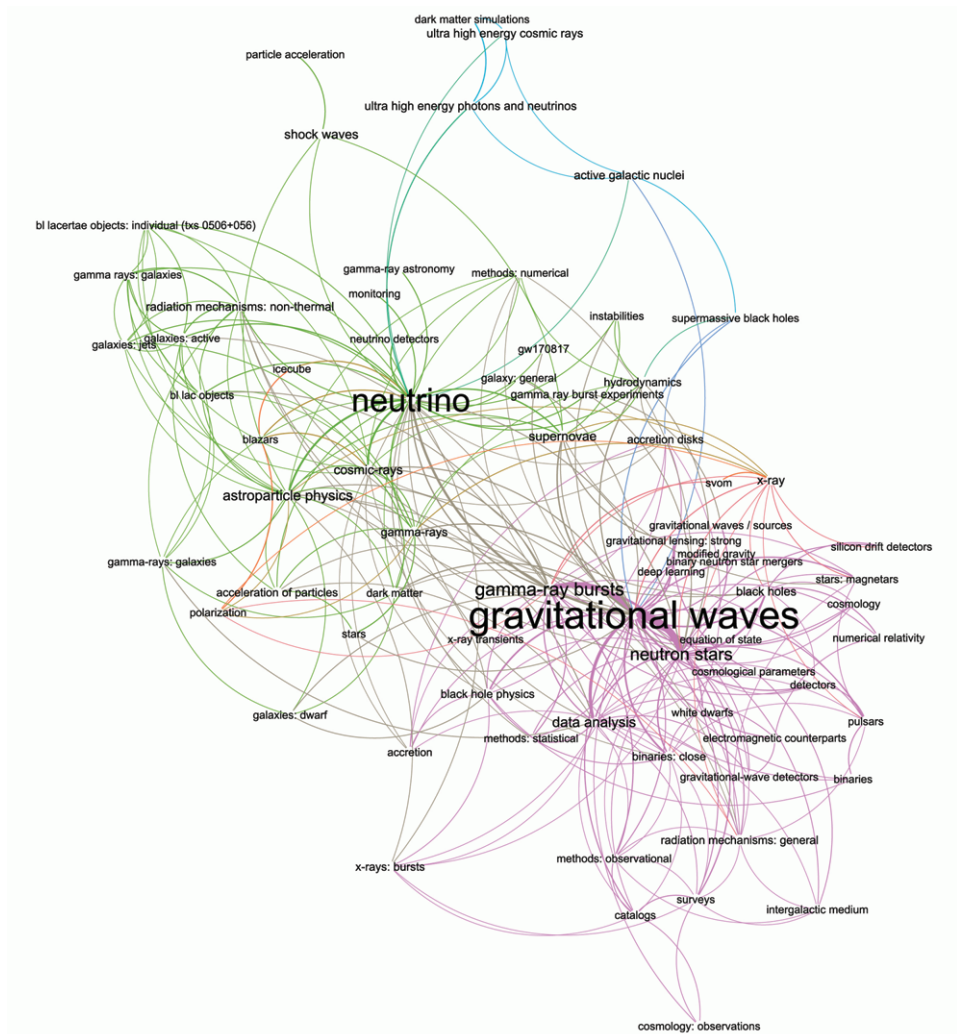 dark matter simulations
ultra high energy cosmic rays
particle acceleration
ultra high energy photons and neutrinos
shock waves
active galactic nuclei
bl lacertae objects: individual (txs 0506+056)
gamma-ray astronomy
gamma rays: galaxies
methods: numerical
monitoring
radiation mechanisms: non-thermal
instabilities
supermassive black holes
galaxies: active
neutrino detectors
galaxies: jets
gw170817
icecube
galaxy: general
hydrodynamics
bl lac objects
gamma ray burst experiments
neutrino
blazars
supernovae
accretion disks
cosmic-rays
x-ray
svom
astroparticle physics
gravitational waves / sources
gamma-rays
gravitational lensing: strong
silicon drift detectors
modified gravity
gamma-rays: galaxies
binary neutron star mergers
deep learning
stars: magnetars
gamma-ray bursts
black holes
acceleration of particles
dark matter
cosmology
polarization
gravitational waves
stars
x-ray transients
equation of state
numerical relativity
neutron stars
cosmological parameters
detectors
black hole physics
galaxies: dwarf
white dwarfs
data analysis
pulsars
methods: statistical
electromagnetic counterparts
accretion
binaries: close
gravitational-wave detectors
binaries
radiation mechanisms: general
x-rays: bursts
methods: observational
surveys
catalogs
intergalactic medium
cosmology: observations